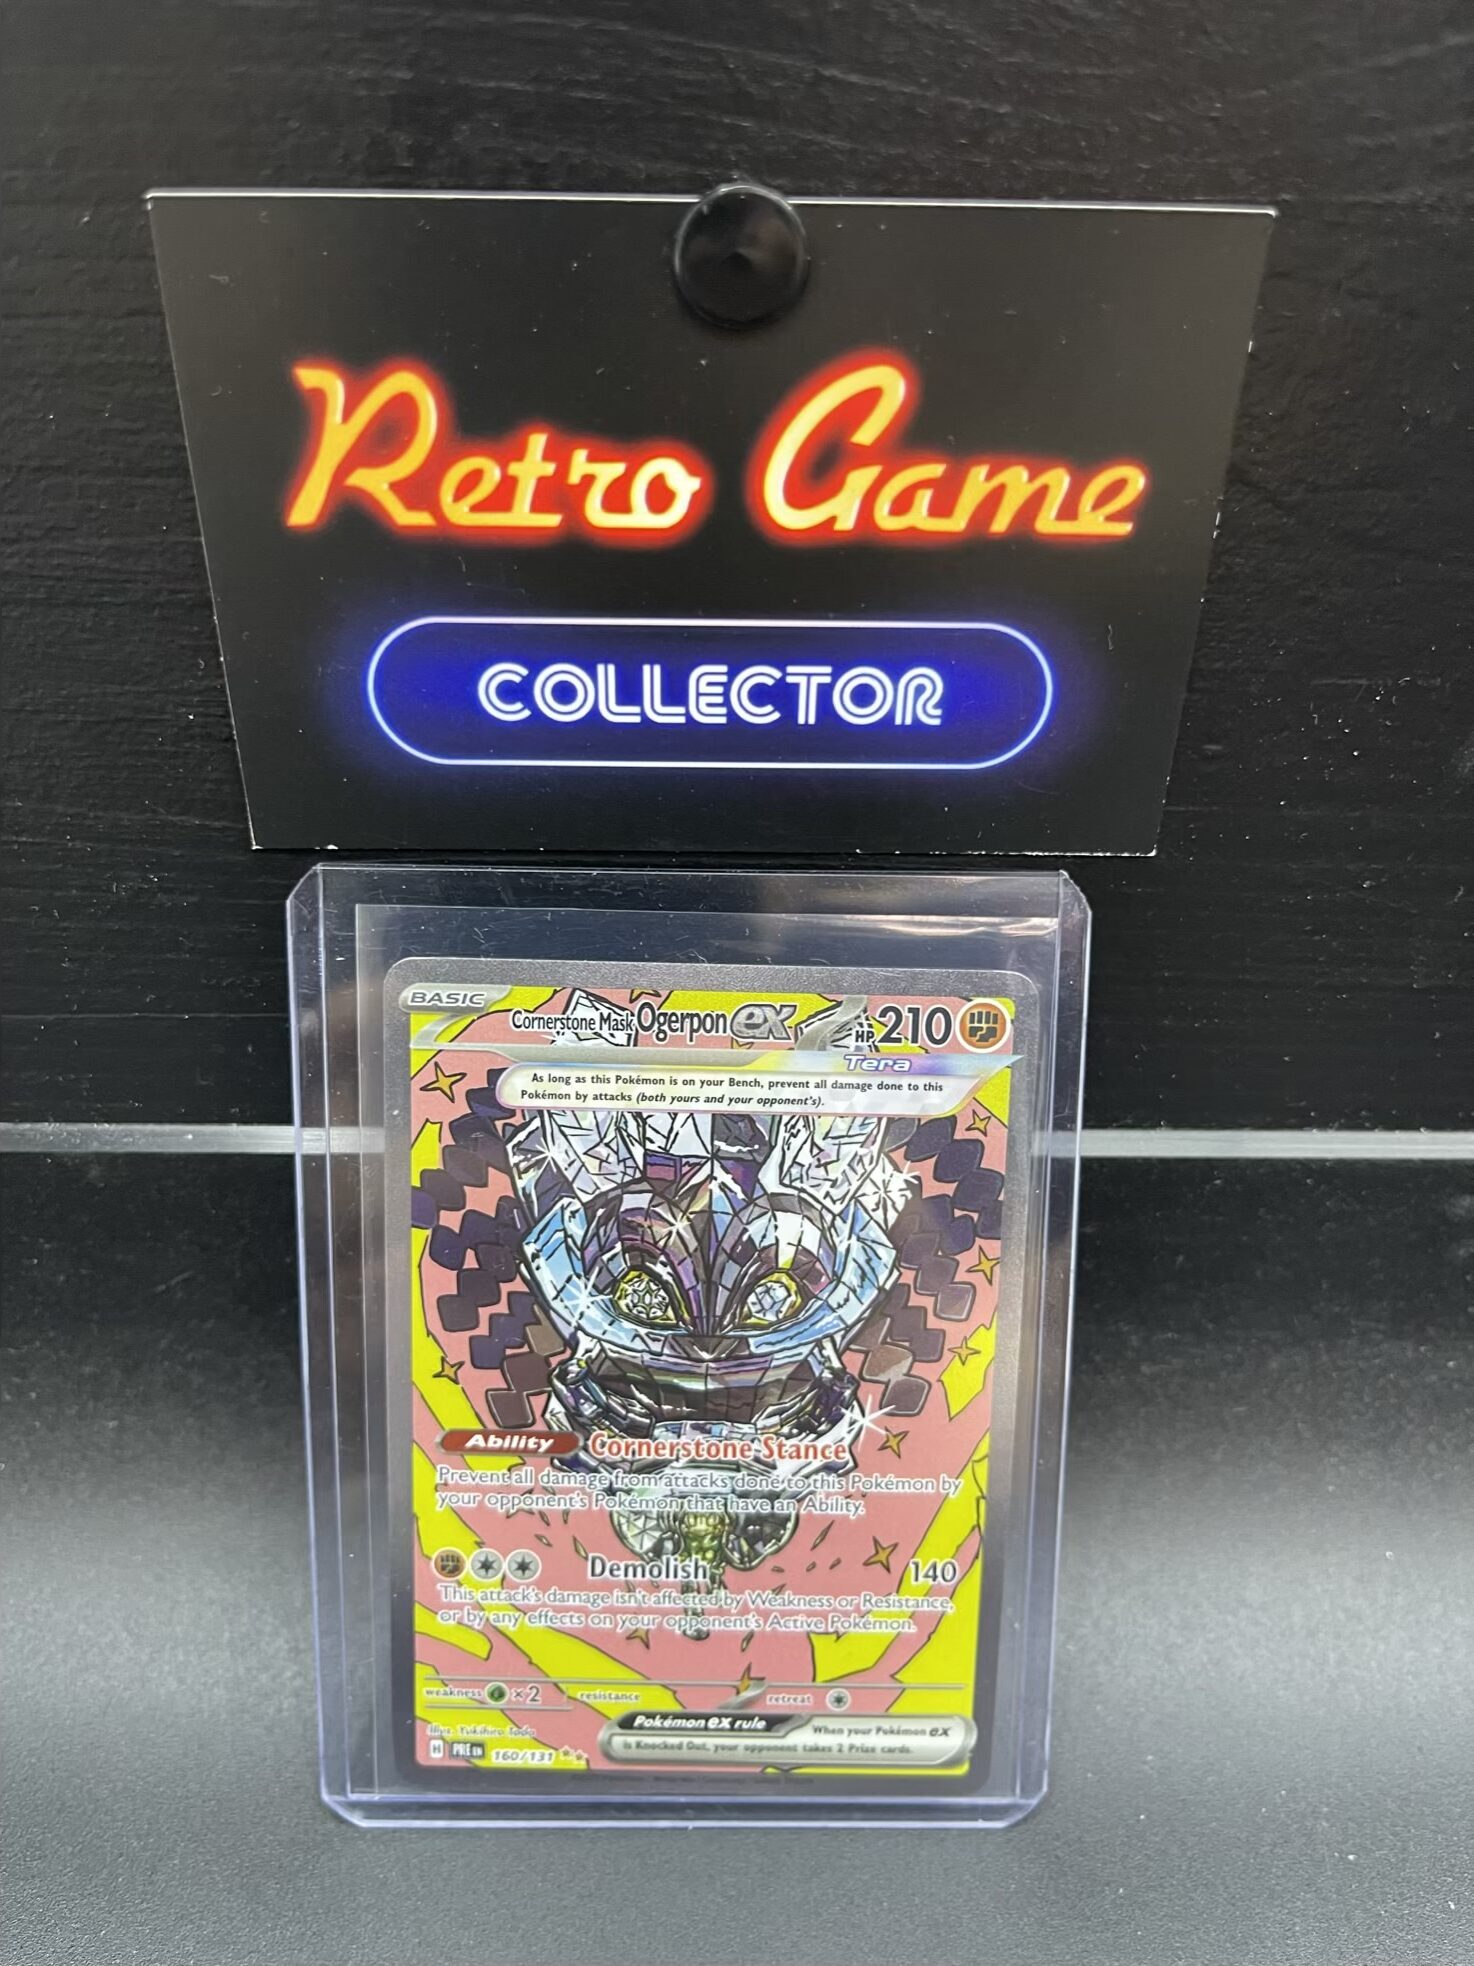 Retro Game
COLLECTOR
BASIC
Cornerstone Mask Ogerpon ex HP 210
Tera
As long as this Pokémon is on your Bench, prevent all damage done to this
Pokémon by attacks (both yours and your opponent's).
Ability Cornerstone Stance
Prevent all damage from attacks done to this Pokémon by
your opponent's Pokémon that have an Ability.
Demolish 140
This attack's damage isn't affected by Weakness or Resistance,
or by any effects on your opponent's Active Pokémon.
weakness ×2 resistance retreat
Illus. Yukihiro Tada
Pokémon ex rule When your Pokémon ex
is Knocked Out, your opponent takes 2 Prize cards.
H PRE EN 160/131